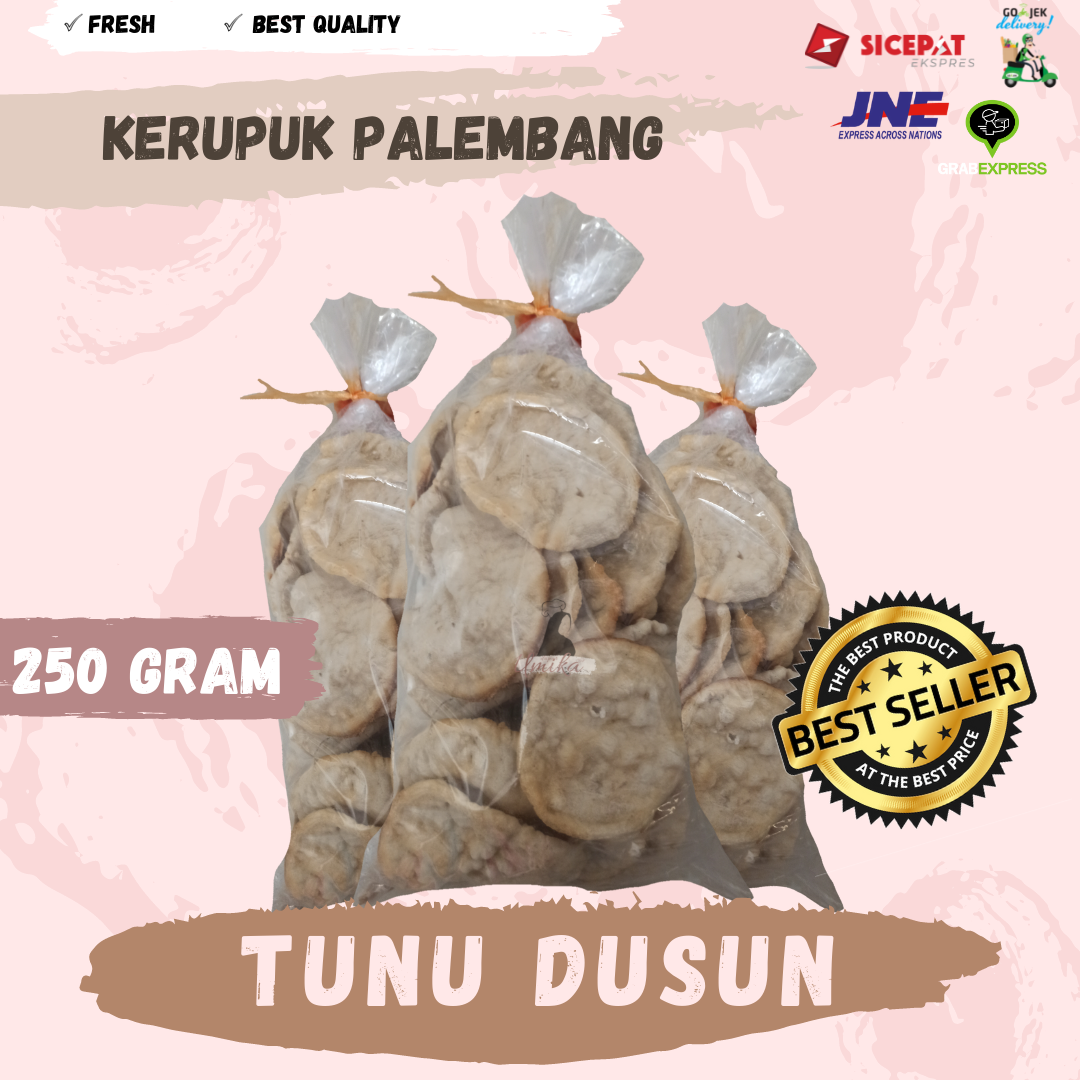 FRESH
BEST QUALITY
SICEPAT
EKSPRES
GOJEK
delivery!
JNE
EXPRESS ACROSS NATIONS
GRABEXPRESS
KERUPUK PALEMBANG
250 GRAM
THE BEST PRODUCT
BEST SELLER
AT THE BEST PRICE
TUNU DUSUN